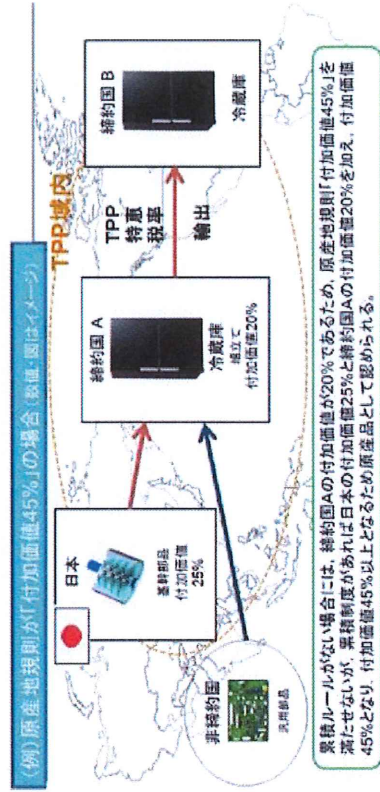 (例)原産地規則が「付加価値45%」の場合(数値、図はイメージ)
TPP域内
日本
基幹部品
付加価値
25%
非締約国
汎用部品
締約国 A
冷蔵庫
組立て
付加価値20%
TPP
特恵
税率
輸出
締約国 B
冷蔵庫
累積ルールがない場合には、締約国Aの付加価値が20%であるため、原産地規則「付加価値45%」を
満たせないが、累積制度があれば日本の付加価値25%と締約国Aの付加価値20%を加え、付加価値
45%となり、付加価値45%以上となるため原産品として認められる。